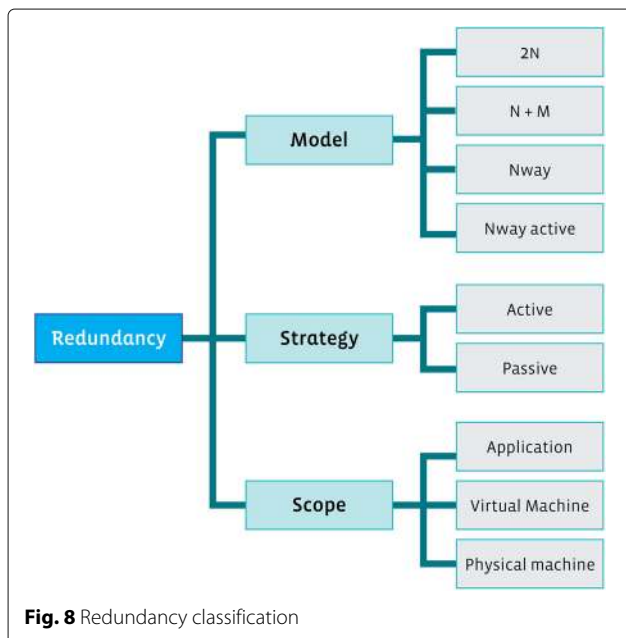 Redundancy
Model
2N
N + M
Nway
Nway active
Strategy
Active
Passive
Scope
Application
Virtual Machine
Physical machine
Fig. 8 Redundancy classification